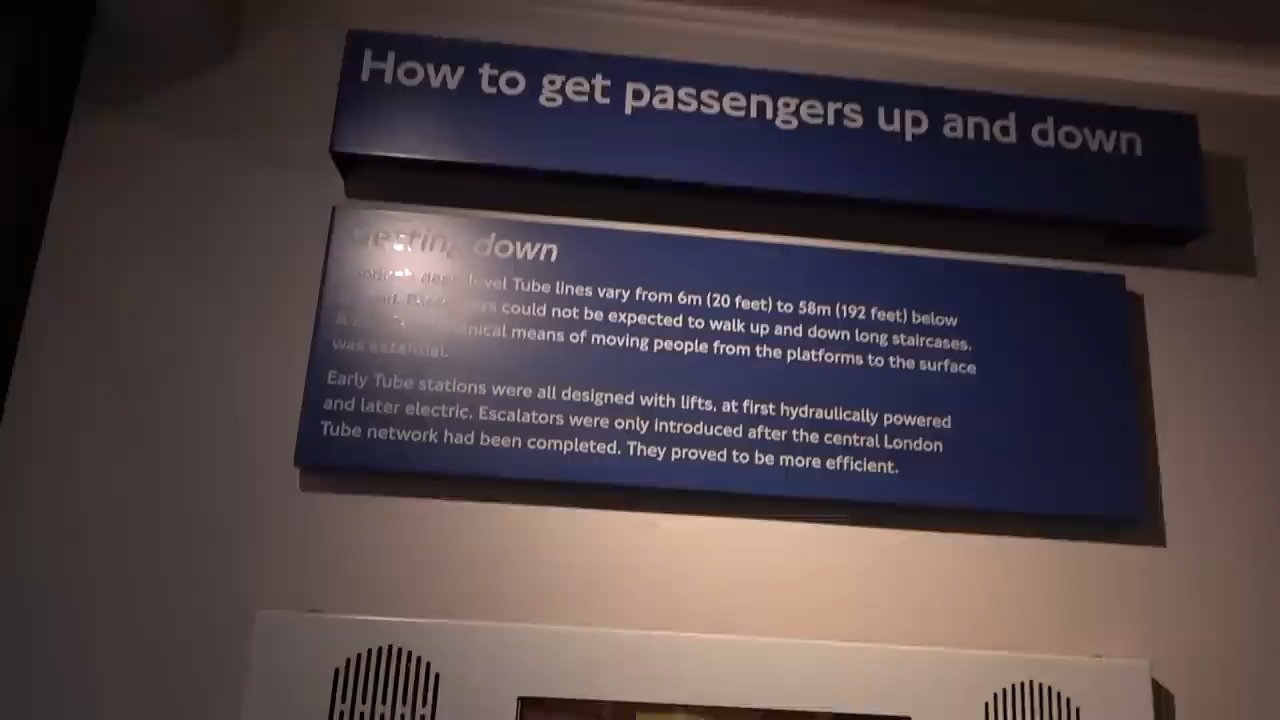 How to get passengers up and down
Getting down
level Tube lines vary from 6m (20 feet) to 58m (192 feet) below
could not be expected to walk up and down long staircases.
means of moving people from the platforms to the surface
was essential.
Early Tube stations were all designed with lifts, at first hydraulically powered
and later electric. Escalators were only introduced after the central London
Tube network had been completed. They proved to be more efficient.